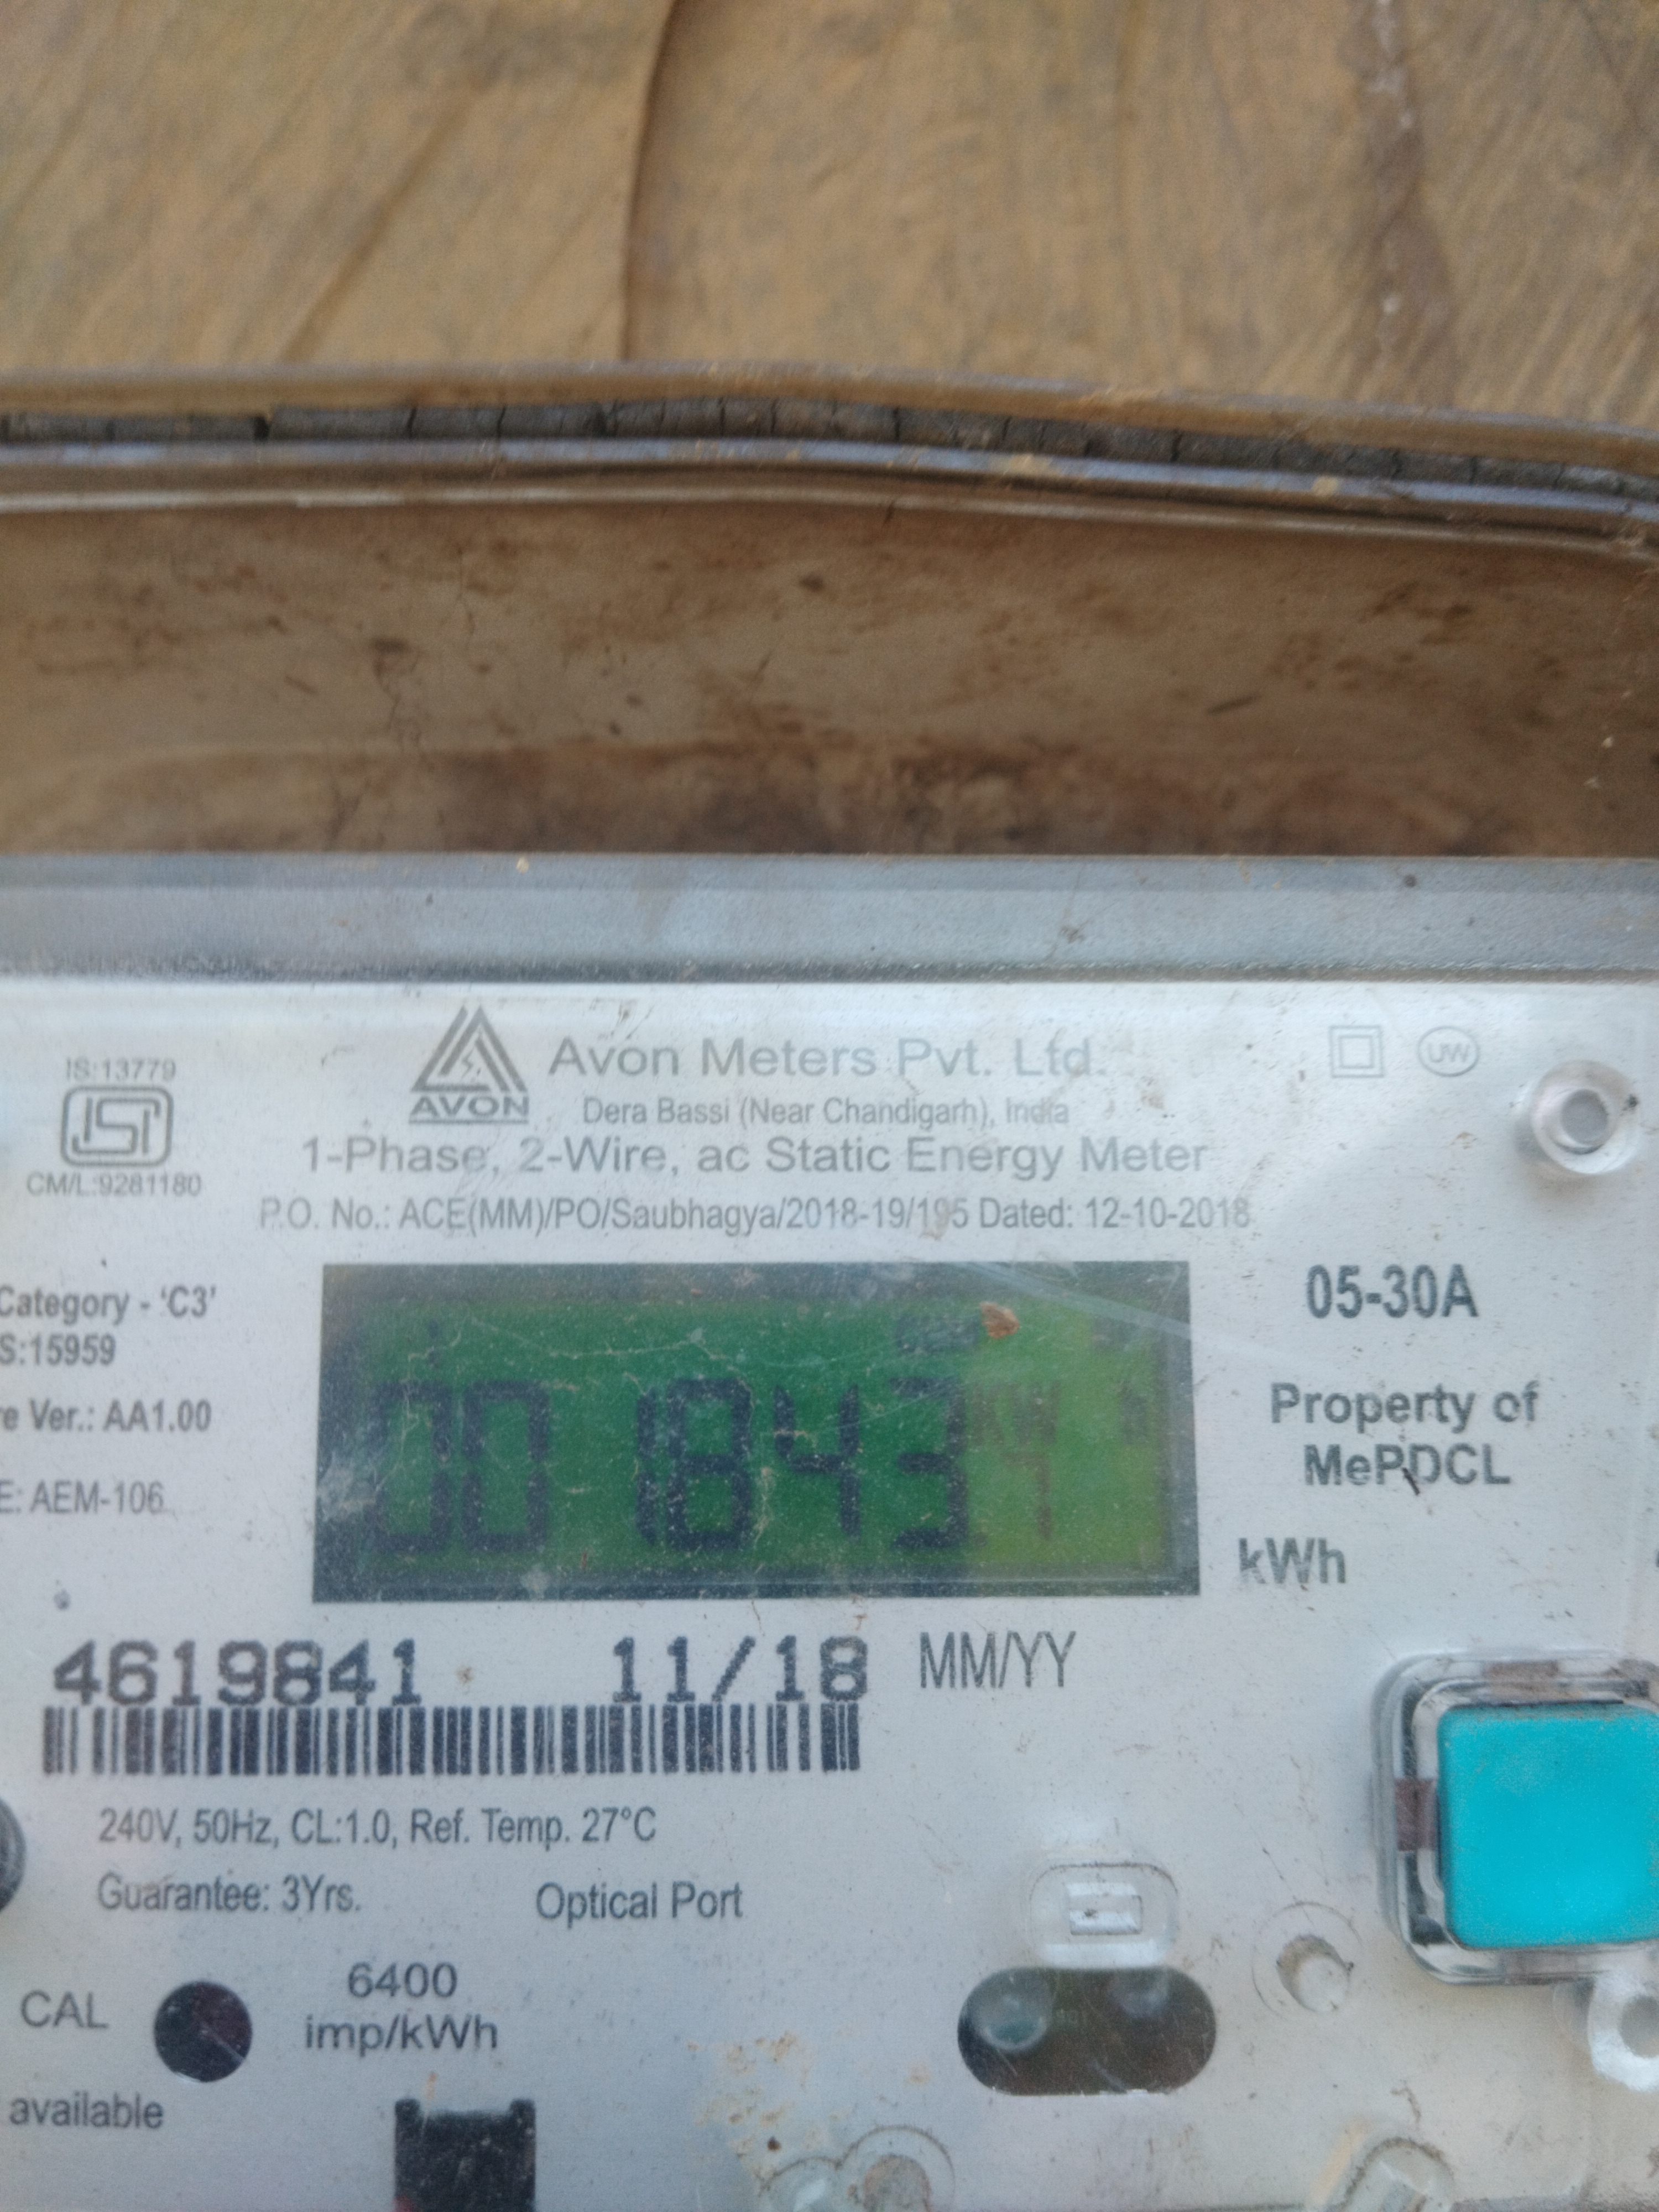 IS:13779
ISI
CM/L:9281180
AVON
Avon Meters Pvt. Ltd.
UW
Dera Bassi (Near Chandigarh), India
1-Phase, 2-Wire, ac Static Energy Meter
P.O. No.: ACE(MM)/PO/Saubhagya/2018-19/195 Dated: 12-10-2018
Category - 'C3'
S:15959
re Ver.: AA1.00
E: AEM-106
001843
KW h
05-30A
Property of
MePDCL
kWh
4619841 11/18 MM/YY
240V, 50Hz, CL:1.0, Ref. Temp. 27°C
Guarantee: 3Yrs.
Optical Port
CAL
6400
imp/kWh
available